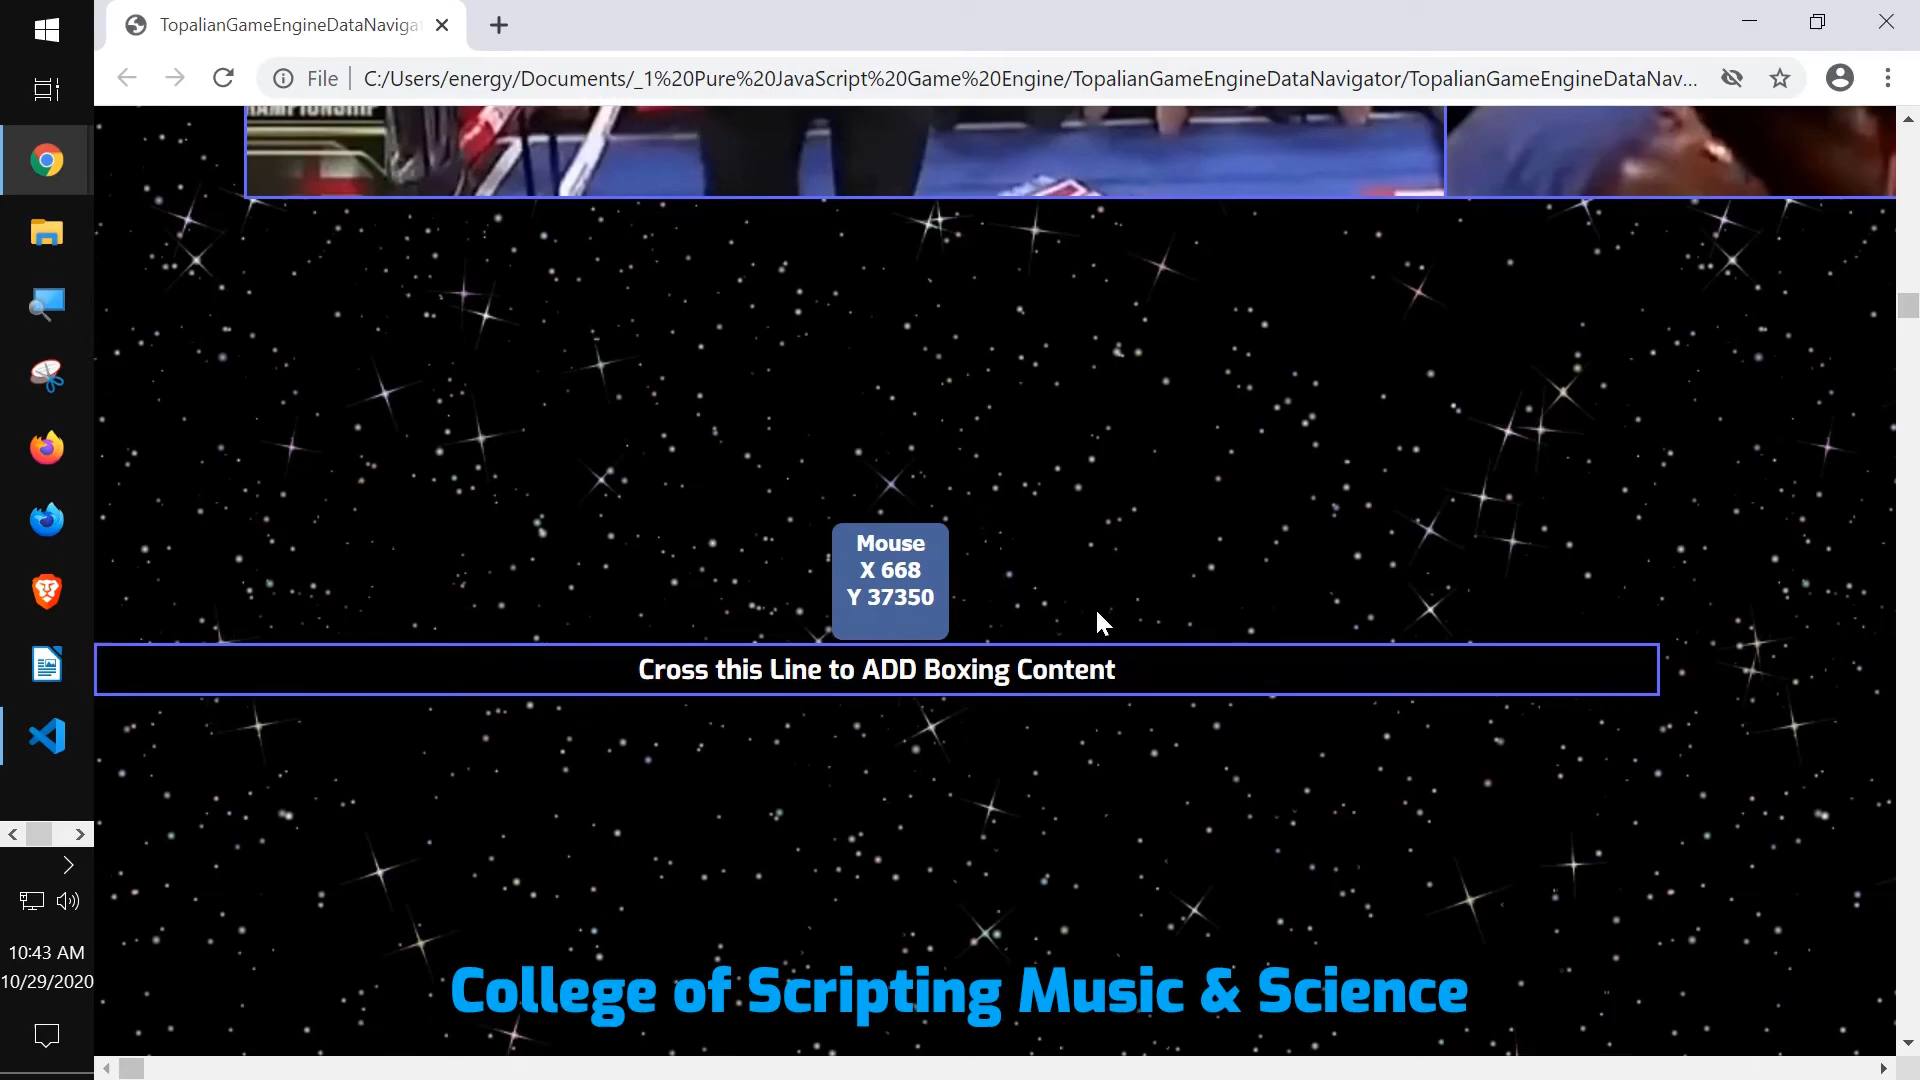 TopalianGameEngineDataNaviga
File
C:/Users/energy/Documents/_1%20Pure%20JavaScript%20Game%20Engine/TopalianGameEngineDataNavigator/TopalianGameEngineDataNav...
Mouse
X 668
Y 37350
Cross this Line to ADD Boxing Content
College of Scripting Music & Science
10:43 AM
10/29/2020